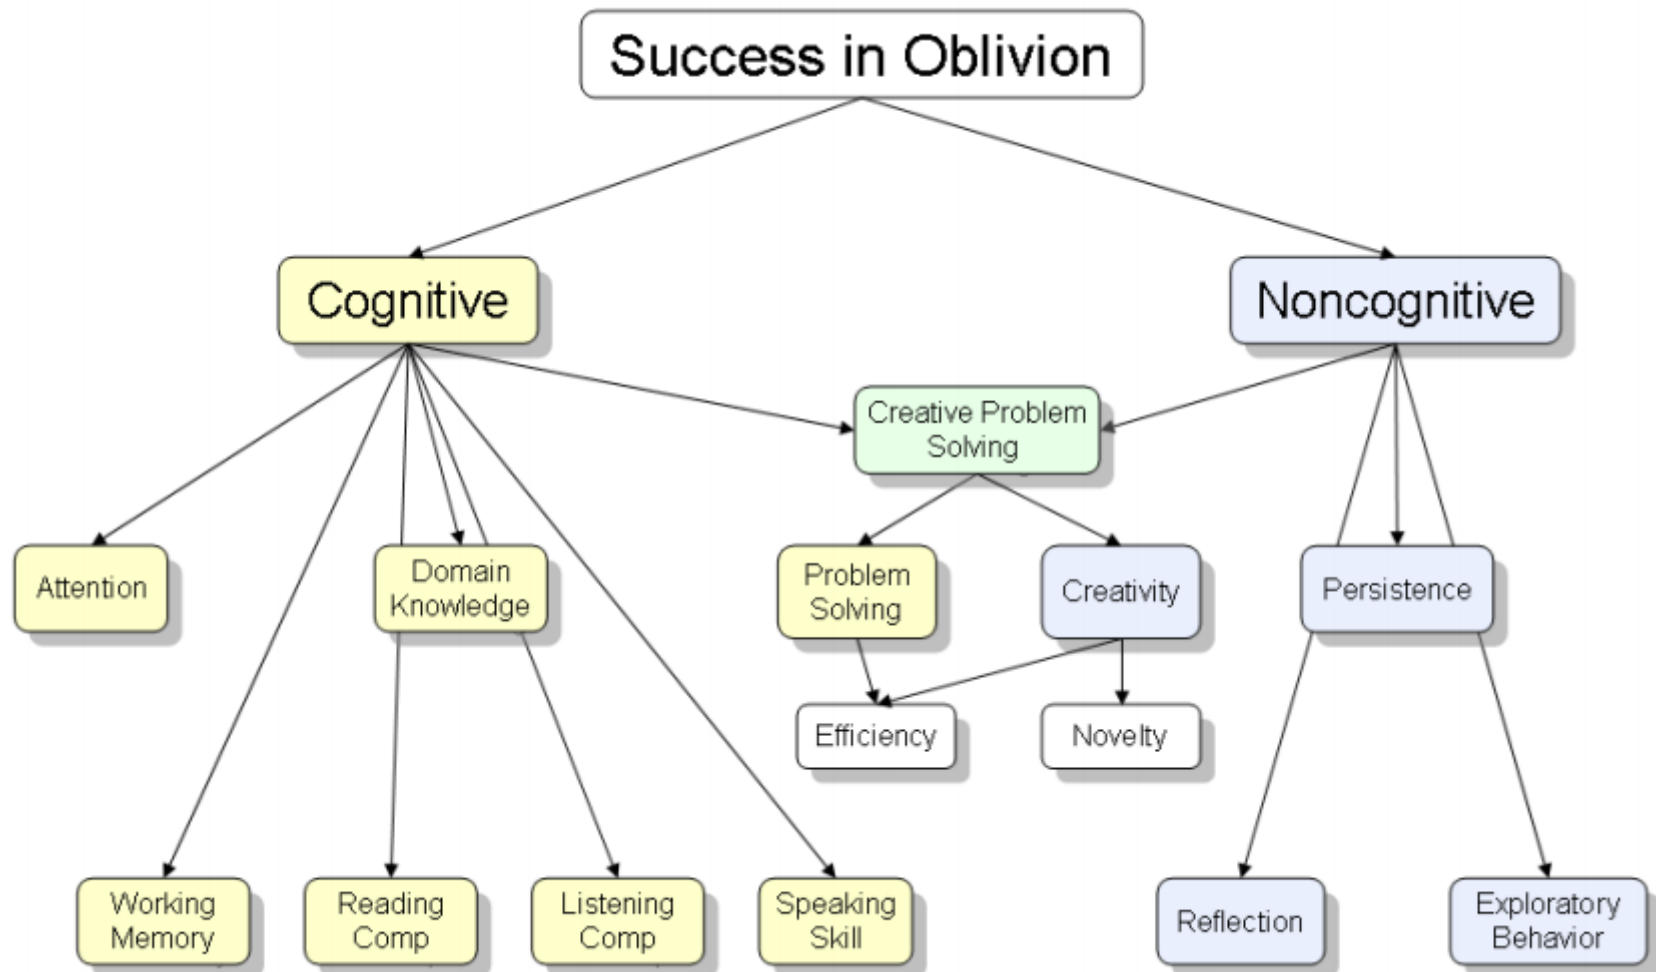 Success in Oblivion
Cognitive
Noncognitive
Creative Problem
Solving
Attention
Domain
Knowledge
Problem
Solving
Creativity
Persistence
Efficiency
Novelty
Working
Memory
Reading
Comp
Listening
Comp
Speaking
Skill
Reflection
Exploratory
Behavior